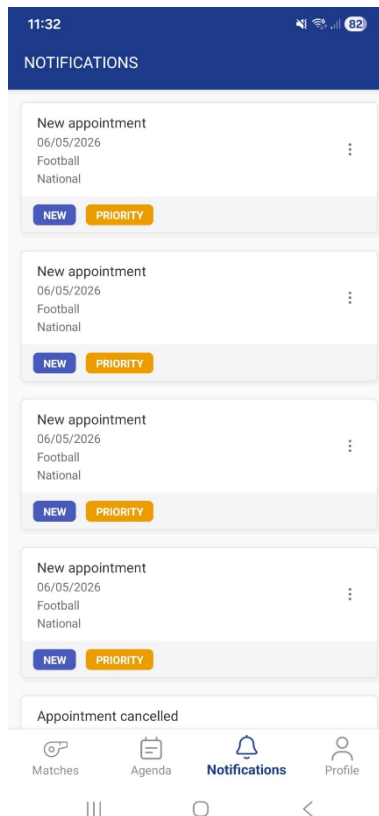 11:32
82
NOTIFICATIONS
New appointment
06/05/2026
Football
National
NEW PRIORITY
New appointment
06/05/2026
Football
National
NEW PRIORITY
New appointment
06/05/2026
Football
National
NEW PRIORITY
New appointment
06/05/2026
Football
National
NEW PRIORITY
Appointment cancelled
Matches Agenda Notifications Profile